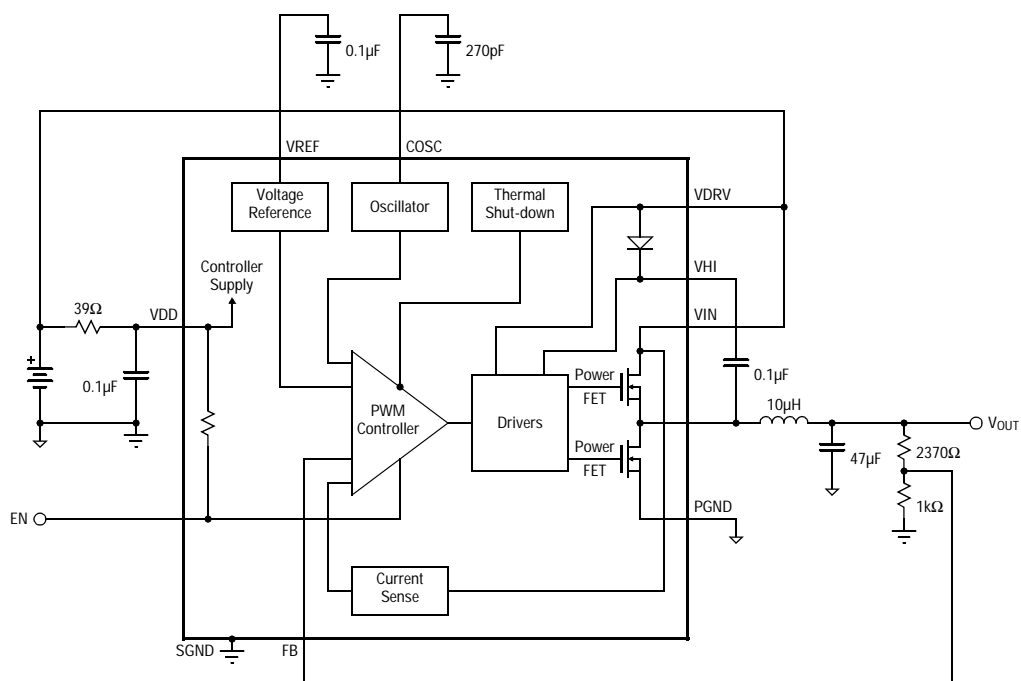 0.1µF
270pF
VREF
COSC
Voltage
Reference
Oscillator
Thermal
Shut-down
VDRV
Controller
Supply
VHI
39Ω
VDD
VIN
+
0.1µF
PWM
Controller
Drivers
Power
FET
Power
FET
0.1µF
10µH
VOUT
47µF
2370Ω
1kΩ
EN
PGND
Current
Sense
SGND
FB